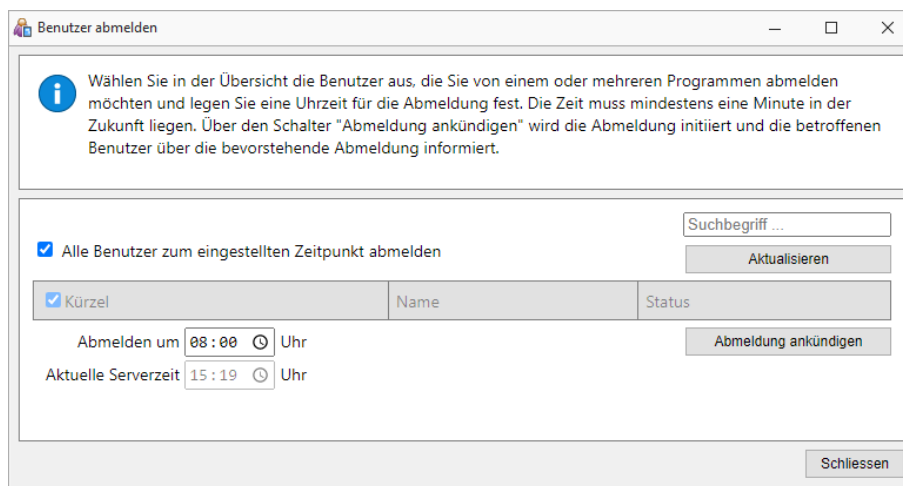 Benutzer abmelden
Wählen Sie in der Übersicht die Benutzer aus, die Sie von einem oder mehreren Programmen abmelden
möchten und legen Sie eine Uhrzeit für die Abmeldung fest. Die Zeit muss mindestens eine Minute in der
Zukunft liegen. Über den Schalter "Abmeldung ankündigen" wird die Abmeldung initiiert und die betroffenen
Benutzer über die bevorstehende Abmeldung informiert.
Suchbegriff ...
Alle Benutzer zum eingestellten Zeitpunkt abmelden
Aktualisieren
Kürzel Name Status
Abmelden um 08:00 Uhr Abmeldung ankündigen
Aktuelle Serverzeit 15:19 Uhr
Schliessen